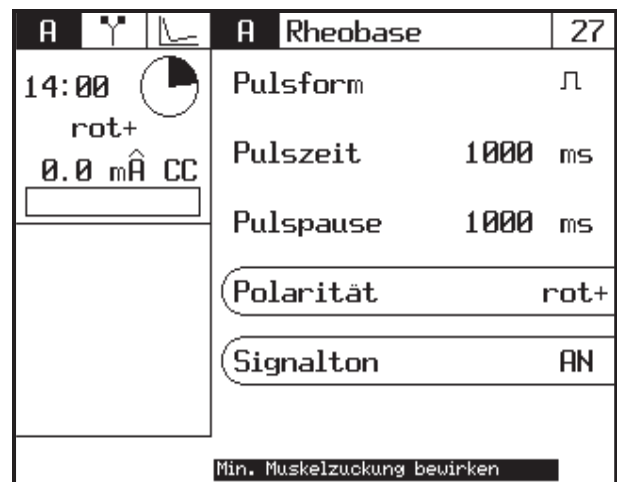 A
A Rheobase 27
14:00
rot+
0.0 mÂ CC
Pulsform
Pulszeit 1000 ms
Pulspause 1000 ms
Polarität rot+
Signalton AN
Min. Muskelzuckung bewirken